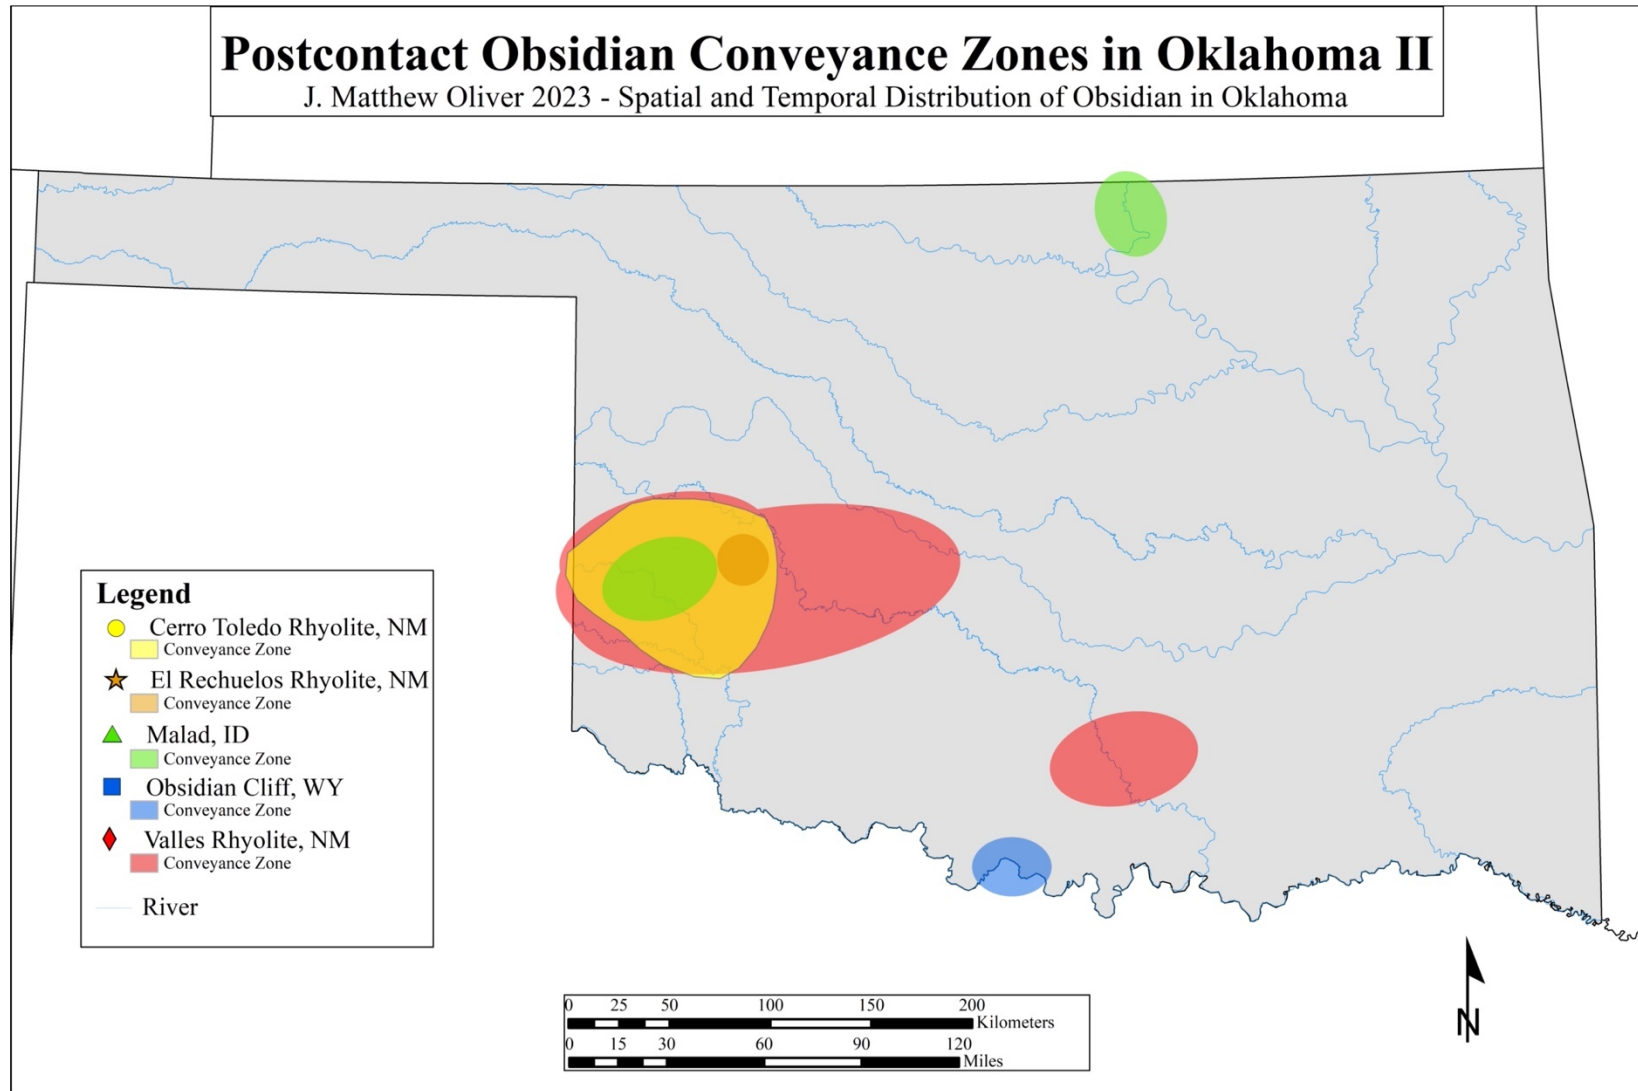 Postcontact Obsidian Conveyance Zones in Oklahoma II
J. Matthew Oliver 2023 - Spatial and Temporal Distribution of Obsidian in Oklahoma
Legend
Cerro Toledo Rhyolite, NM
Conveyance Zone
El Rechuelos Rhyolite, NM
Conveyance Zone
Malad, ID
Conveyance Zone
Obsidian Cliff, WY
Conveyance Zone
Valles Rhyolite, NM
Conveyance Zone
River
0 25 50 100 150 200
Kilometers
0 15 30 60 90 120
Miles
N